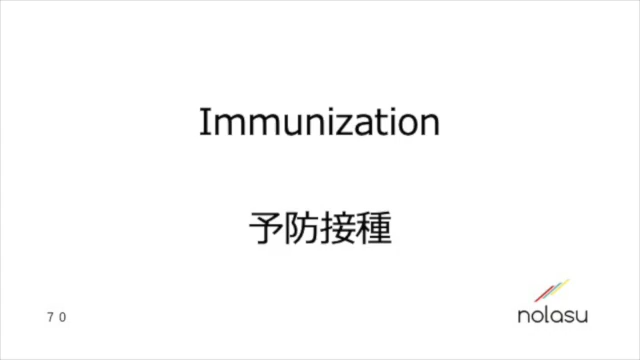 Immunization
予防接種
７０
nolasu